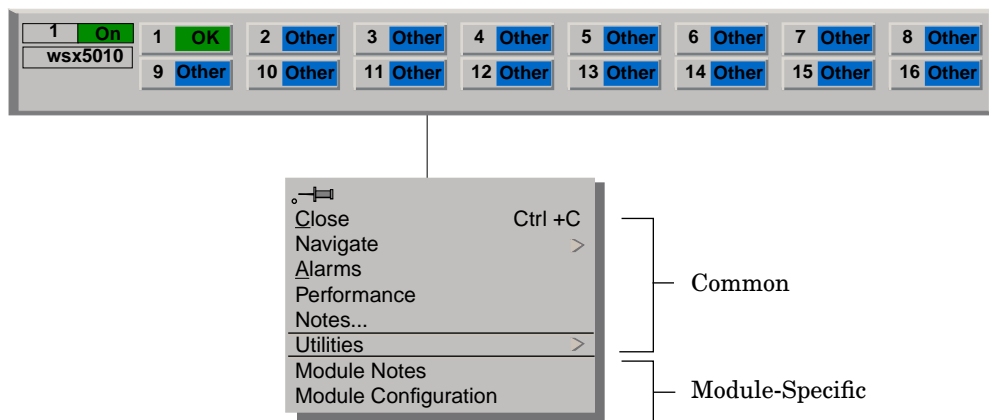 1 On 1 OK 2 Other 3 Other 4 Other 5 Other 6 Other 7 Other 8 Other
wsx5010
9 Other 10 Other 11 Other 12 Other 13 Other 14 Other 15 Other 16 Other
Close Ctrl +C
Navigate >
Alarms
Performance
Notes...
Utilities >
Common
Module Notes
Module Configuration
Module-Specific